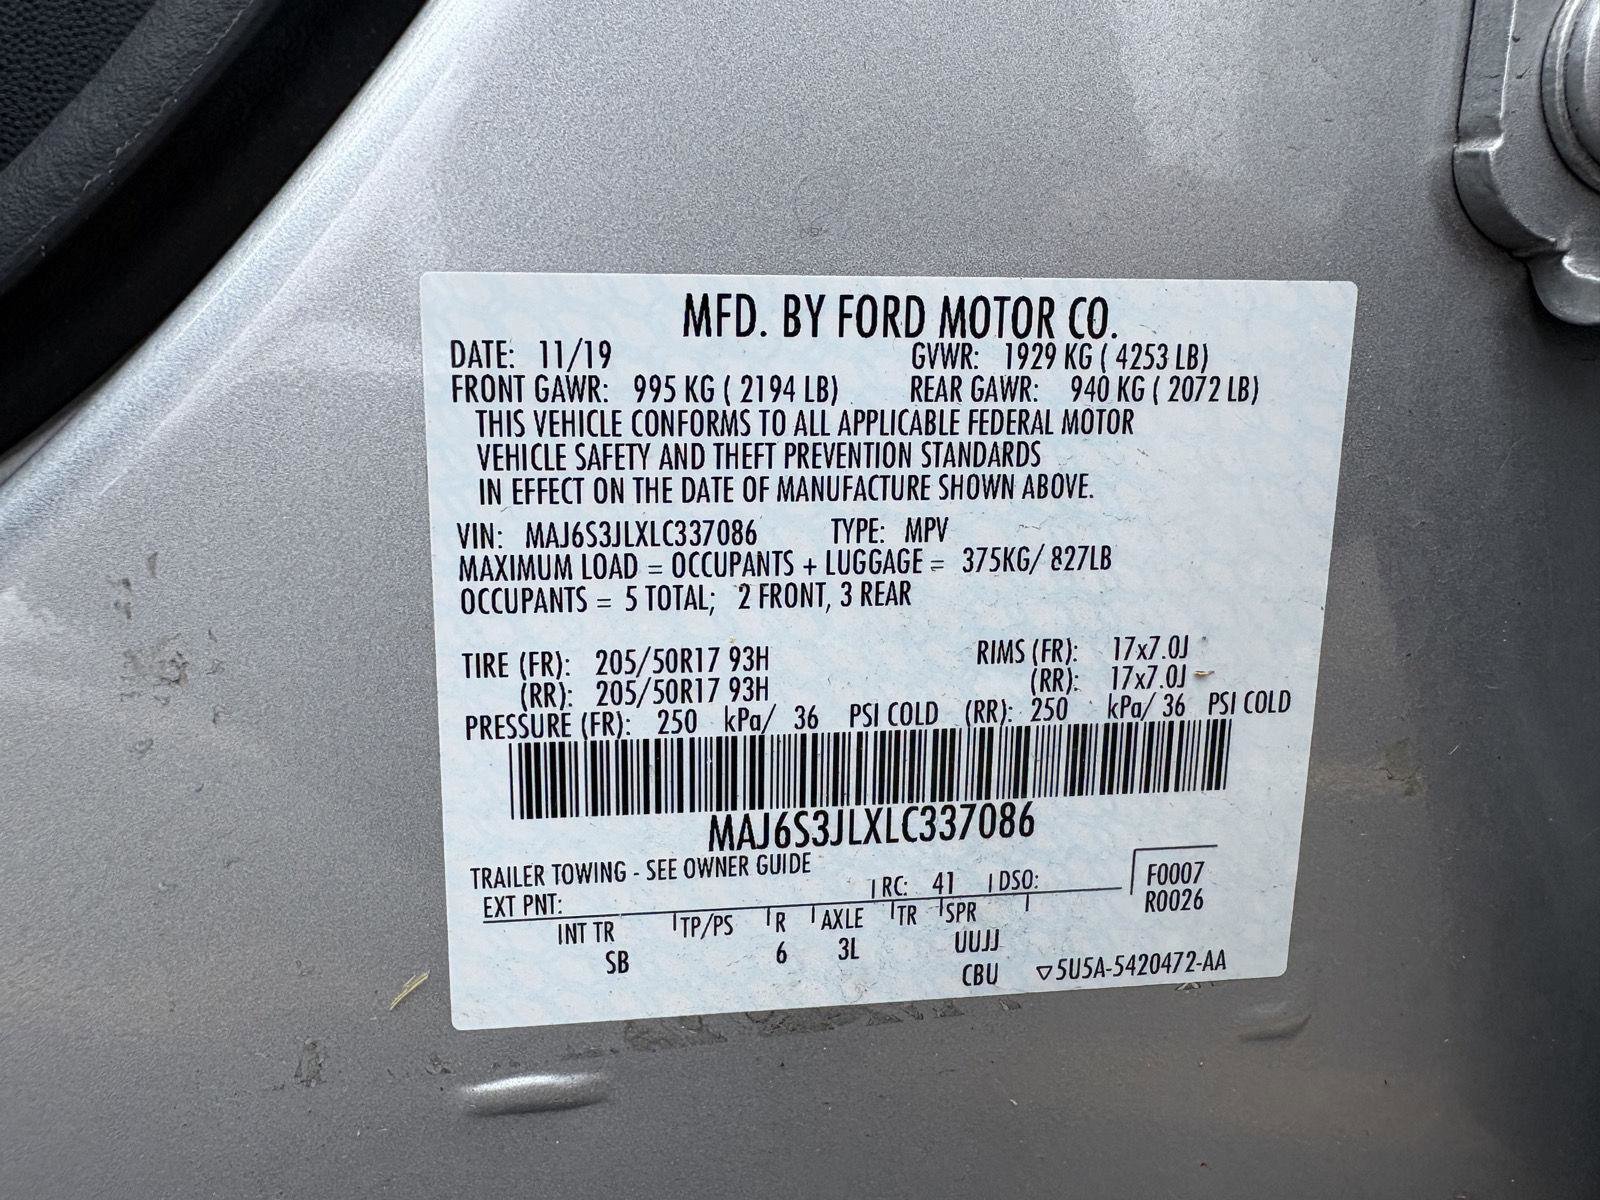 MFD. BY FORD MOTOR CO.
DATE: 11/19 GVWR: 1929 KG ( 4253 LB)
FRONT GAWR: 995 KG ( 2194 LB) REAR GAWR: 940 KG ( 2072 LB)
THIS VEHICLE CONFORMS TO ALL APPLICABLE FEDERAL MOTOR
VEHICLE SAFETY AND THEFT PREVENTION STANDARDS
IN EFFECT ON THE DATE OF MANUFACTURE SHOWN ABOVE.
VIN: MAJ6S3JLXLC337086 TYPE: MPV
MAXIMUM LOAD = OCCUPANTS + LUGGAGE = 375KG/ 827LB
OCCUPANTS = 5 TOTAL; 2 FRONT, 3 REAR
TIRE (FR): 205/50R17 93H RIMS (FR): 17x7.0J
(RR): 205/50R17 93H (RR): 17x7.0J
PRESSURE (FR): 250 kPa/ 36 PSI COLD (RR): 250 kPa/ 36 PSI COLD
MAJ6S3JLXLC337086
TRAILER TOWING - SEE OWNER GUIDE
EXT PNT: RC: 41 DSO: F0007
R0026
INT TR TP/PS R AXLE TR SPR
SB 6 3L UUJJ
CBU ▽5U5A-5420472-AA